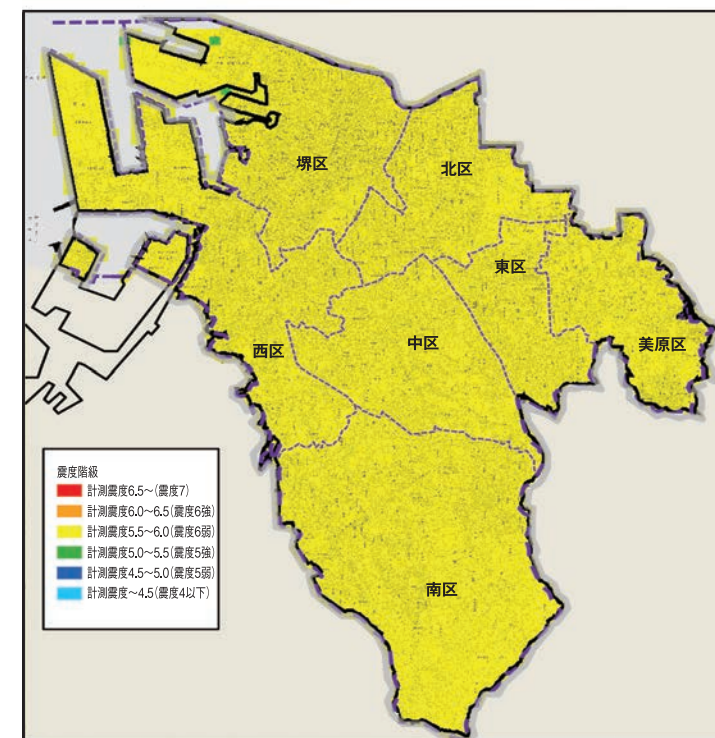 堺区
北区
東区
美原区
西区
中区
南区
震度階級
計測震度6.5～(震度7)
計測震度6.0～6.5(震度6強)
計測震度5.5～6.0(震度6弱)
計測震度5.0～5.5(震度5強)
計測震度4.5～5.0(震度5弱)
計測震度～4.5(震度4以下)